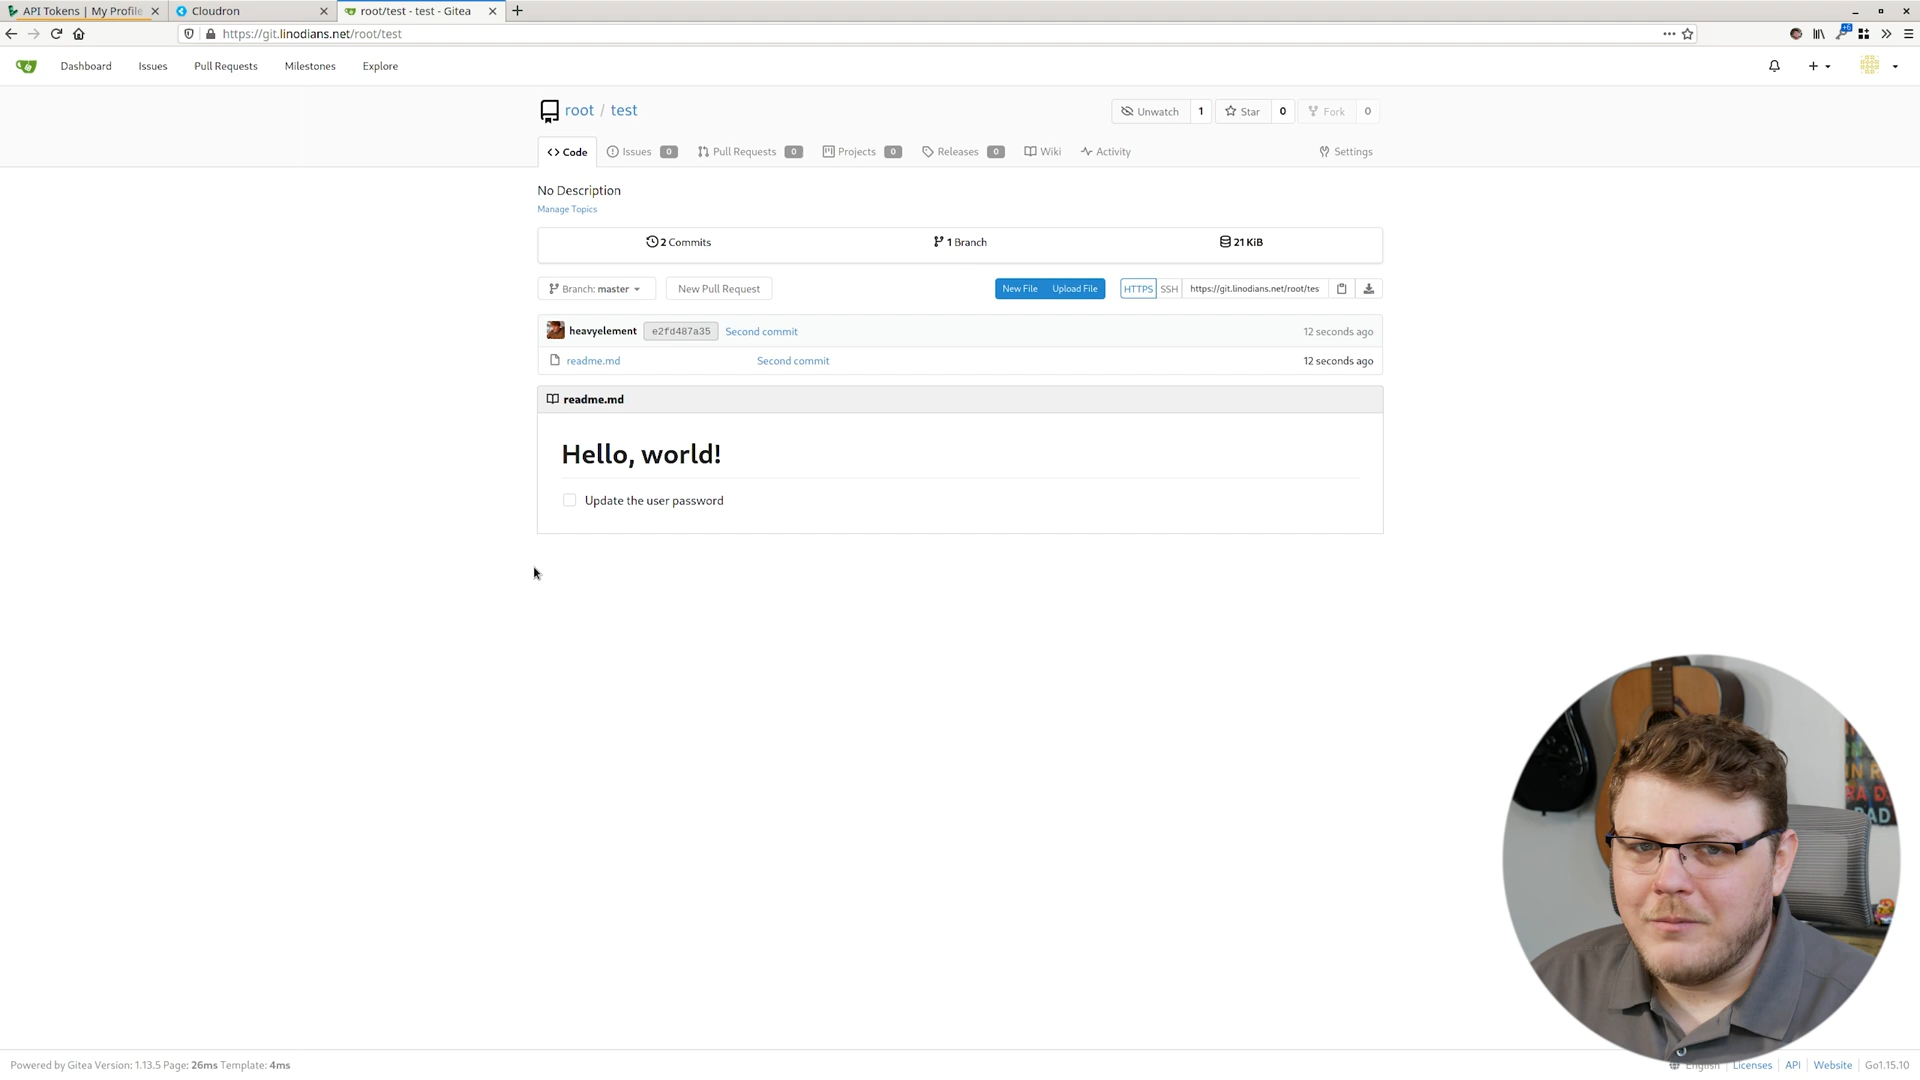 API Tokens | My Profile
Cloudron
root/test - test - Gitea
https://git.linodians.net/root/test
Dashboard
Issues
Pull Requests
Milestones
Explore
root / test
Unwatch 1
Star 0
Fork 0
Code
Issues 0
Pull Requests 0
Projects 0
Releases 0
Wiki
Activity
Settings
No Description
Manage Topics
2 Commits
1 Branch
21 KiB
Branch: master
New Pull Request
New File
Upload File
HTTPS
SSH
https://git.linodians.net/root/tes
heavyelement e2fd487a35 Second commit 12 seconds ago
readme.md Second commit 12 seconds ago
readme.md
Hello, world!
Update the user password
Powered by Gitea Version: 1.13.5 Page: 26ms Template: 4ms
English
Licenses
API
Website
Go1.15.10